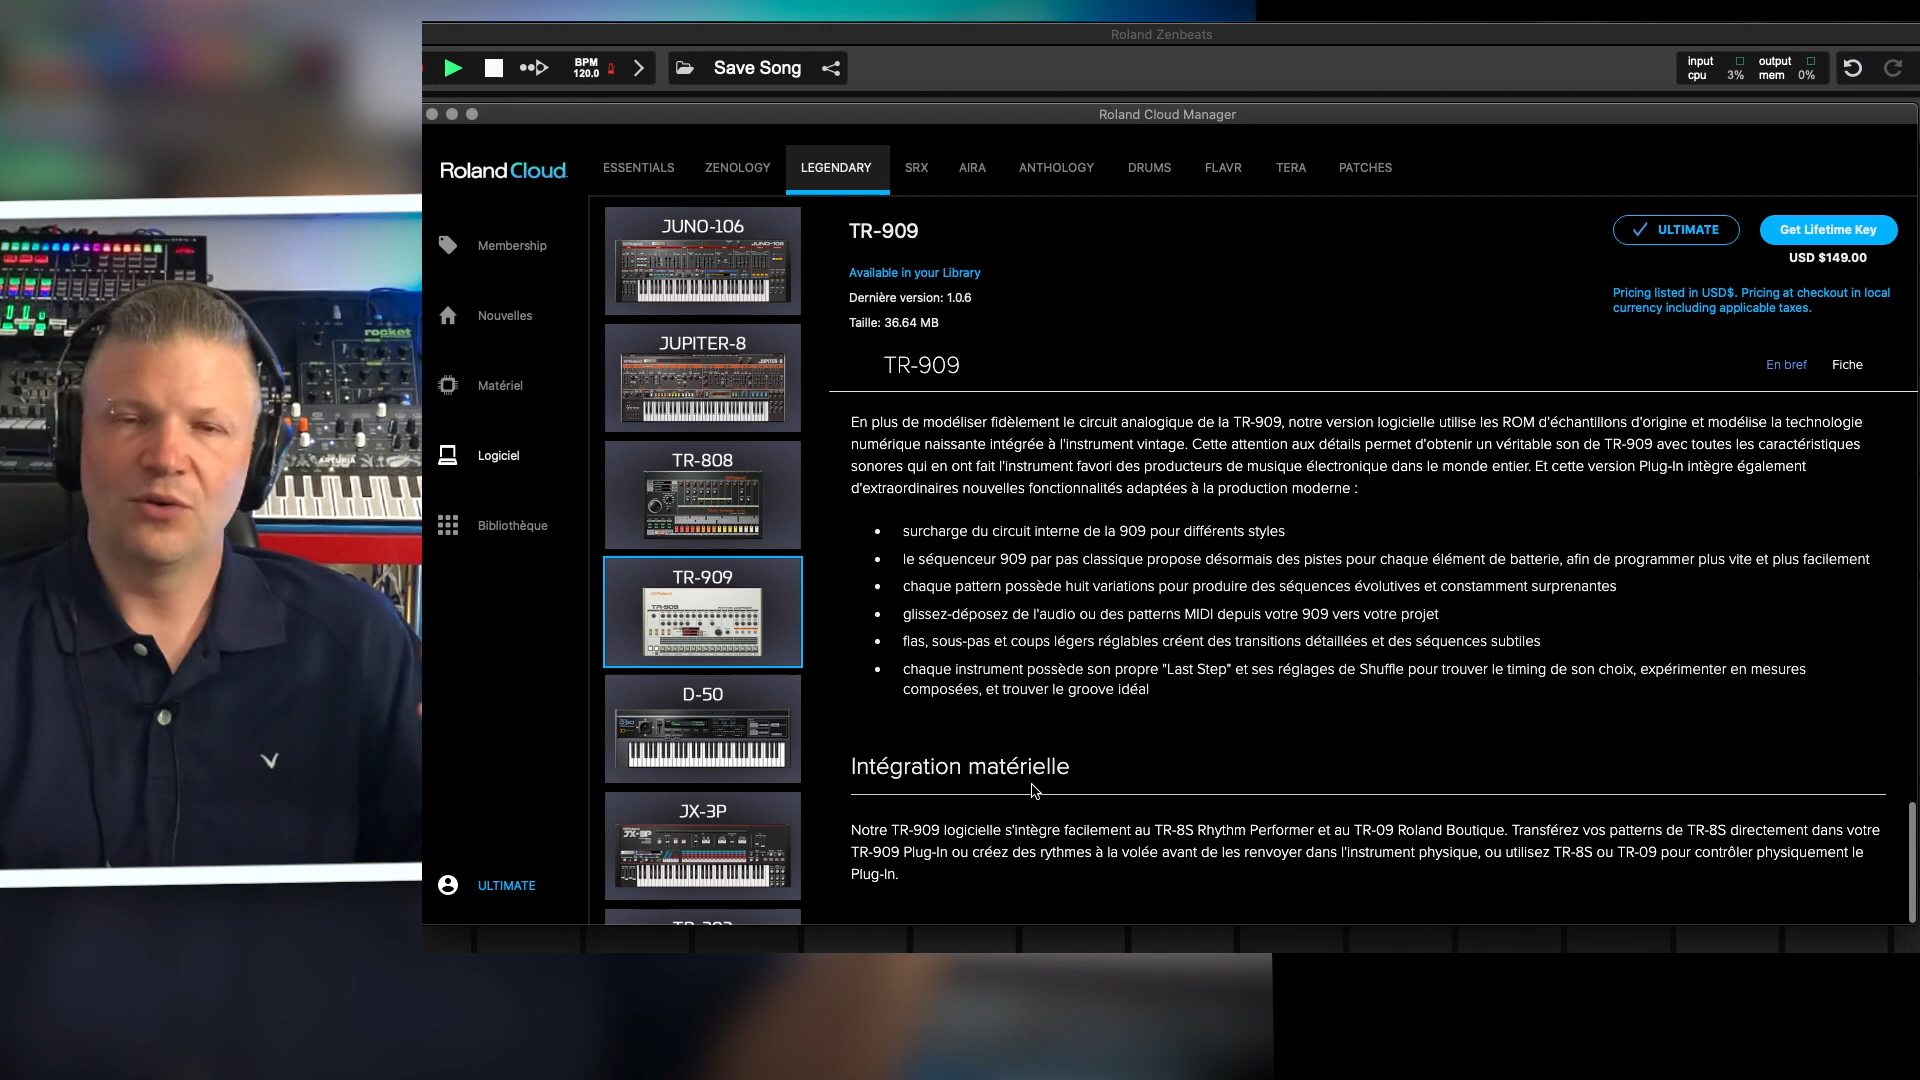 Roland Zenbeats
BPM
120.0
Save Song
input
output
cpu 3% mem 0%
Roland Cloud Manager
Roland Cloud
ESSENTIALS ZENOLOGY LEGENDARY SRX AIRA ANTHOLOGY DRUMS FLAVR TERA PATCHES
Membership
Nouvelles
Matériel
Logiciel
Bibliothèque
ULTIMATE
JUNO-106
JUPITER-8
TR-808
TR-909
D-50
JX-3P
TR-909
ULTIMATE
Get Lifetime Key
USD $149.00
Available in your Library
Dernière version: 1.0.6
Taille: 36.64 MB
Pricing listed in USD$. Pricing at checkout in local
currency including applicable taxes.
TR-909
En bref Fiche
En plus de modéliser fidèlement le circuit analogique de la TR-909, notre version logicielle utilise les ROM d'échantillons d'origine et modélise la technologie
numérique naissante intégrée à l'instrument vintage. Cette attention aux détails permet d'obtenir un véritable son de TR-909 avec toutes les caractéristiques
sonores qui en ont fait l'instrument favori des producteurs de musique électronique dans le monde entier. Et cette version Plug-In intègre également
d'extraordinaires nouvelles fonctionnalités adaptées à la production moderne :
• surcharge du circuit interne de la 909 pour différents styles
• le séquenceur 909 par pas classique propose désormais des pistes pour chaque élément de batterie, afin de programmer plus vite et plus facilement
• chaque pattern possède huit variations pour produire des séquences évolutives et constamment surprenantes
• glissez-déposez de l'audio ou des patterns MIDI depuis votre 909 vers votre projet
• flas, sous-pas et coups légers réglables créent des transitions détaillées et des séquences subtiles
• chaque instrument possède son propre "Last Step" et ses réglages de Shuffle pour trouver le timing de son choix, expérimenter en mesures
composées, et trouver le groove idéal
Intégration matérielle
Notre TR-909 logicielle s'intègre facilement au TR-8S Rhythm Performer et au TR-09 Roland Boutique. Transférez vos patterns de TR-8S directement dans votre
TR-909 Plug-In ou créez des rythmes à la volée avant de les renvoyer dans l'instrument physique, ou utilisez TR-8S ou TR-09 pour contrôler physiquement le
Plug-In.
rocket
ARTURIA